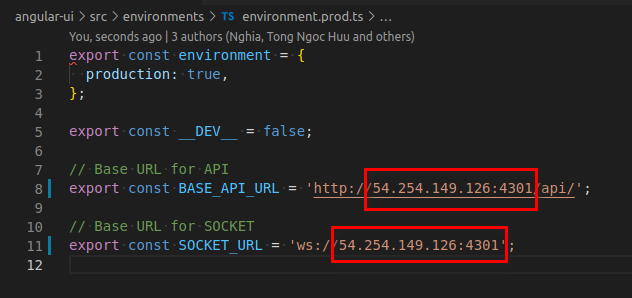 angular-ui > src > environments > TS environment.prod.ts > ...
You, seconds ago | 3 authors (Nghia, Tong Ngoc Huu and others)
1 export const environment = {
2   production: true,
3 };
4
5 export const __DEV__ = false;
6
7 // Base URL for API
8 export const BASE_API_URL = 'http://54.254.149.126:4301/api/';
9
10 // Base URL for SOCKET
11 export const SOCKET_URL = 'ws://54.254.149.126:4301';
12